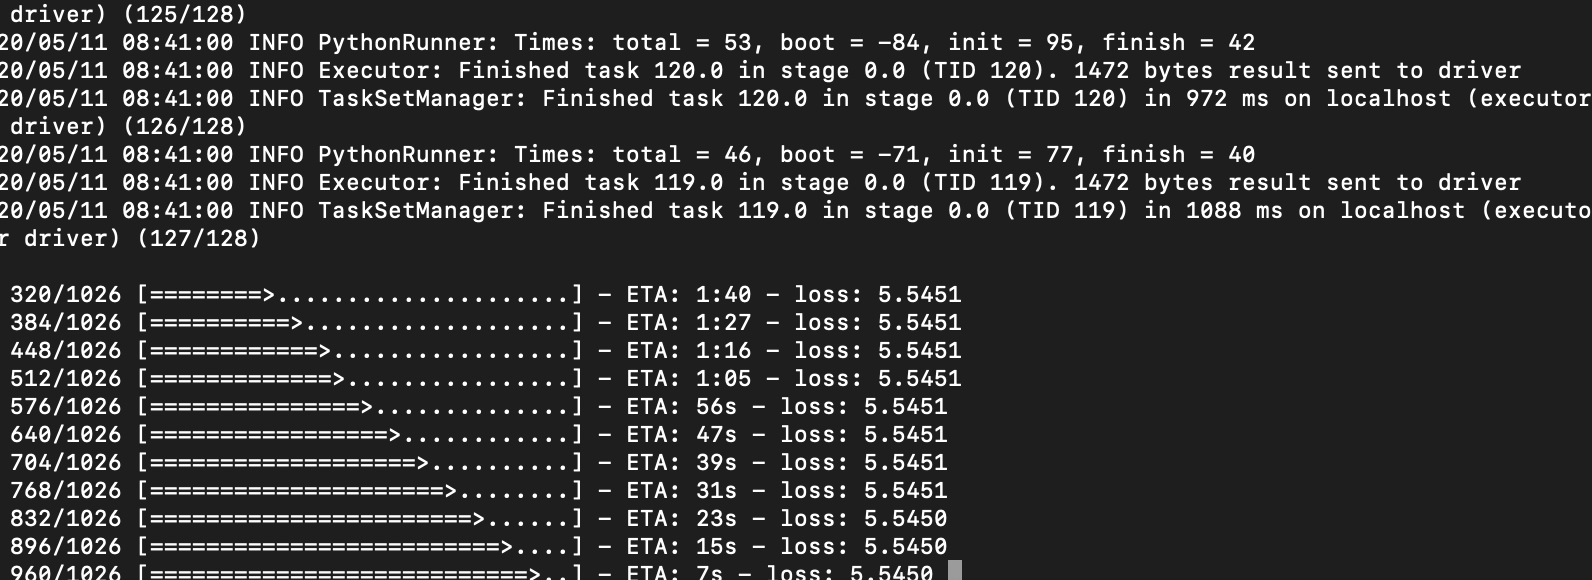 driver) (125/128)
20/05/11 08:41:00 INFO PythonRunner: Times: total = 53, boot = -84, init = 95, finish = 42
20/05/11 08:41:00 INFO Executor: Finished task 120.0 in stage 0.0 (TID 120). 1472 bytes result sent to driver
20/05/11 08:41:00 INFO TaskSetManager: Finished task 120.0 in stage 0.0 (TID 120) in 972 ms on localhost (executor
driver) (126/128)
20/05/11 08:41:00 INFO PythonRunner: Times: total = 46, boot = -71, init = 77, finish = 40
20/05/11 08:41:00 INFO Executor: Finished task 119.0 in stage 0.0 (TID 119). 1472 bytes result sent to driver
20/05/11 08:41:00 INFO TaskSetManager: Finished task 119.0 in stage 0.0 (TID 119) in 1088 ms on localhost (executo
r driver) (127/128)
320/1026 [========>.....................] - ETA: 1:40 - loss: 5.5451
384/1026 [==========>...................] - ETA: 1:27 - loss: 5.5451
448/1026 [============>.................] - ETA: 1:16 - loss: 5.5451
512/1026 [=============>................] - ETA: 1:05 - loss: 5.5451
576/1026 [===============>..............] - ETA: 56s - loss: 5.5451
640/1026 [=================>............] - ETA: 47s - loss: 5.5451
704/1026 [===================>..........] - ETA: 39s - loss: 5.5451
768/1026 [=====================>........] - ETA: 31s - loss: 5.5451
832/1026 [=======================>......] - ETA: 23s - loss: 5.5450
896/1026 [=========================>....] - ETA: 15s - loss: 5.5450
960/1026 [===========================>..] - ETA: 7s - loss: 5.5450